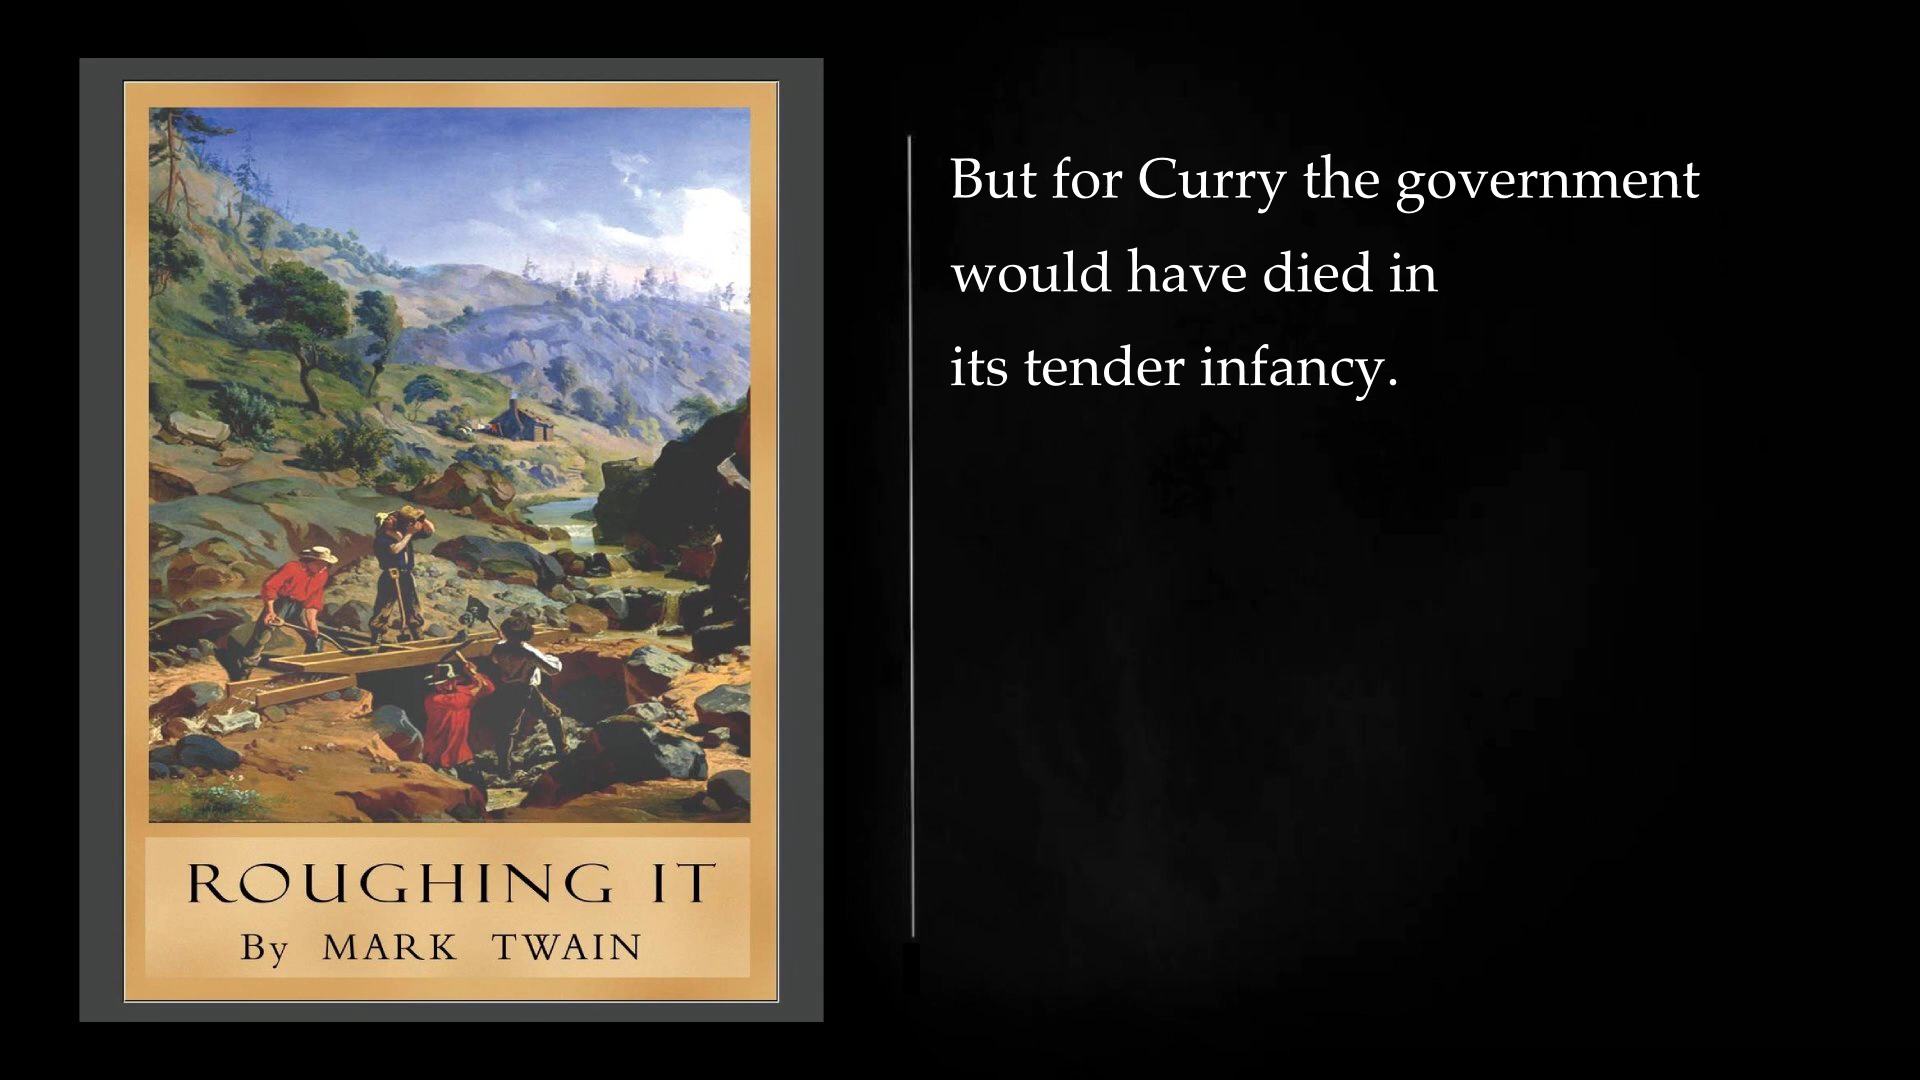 ROUGHING IT
By MARK TWAIN
But for Curry the government
would have died in
its tender infancy.